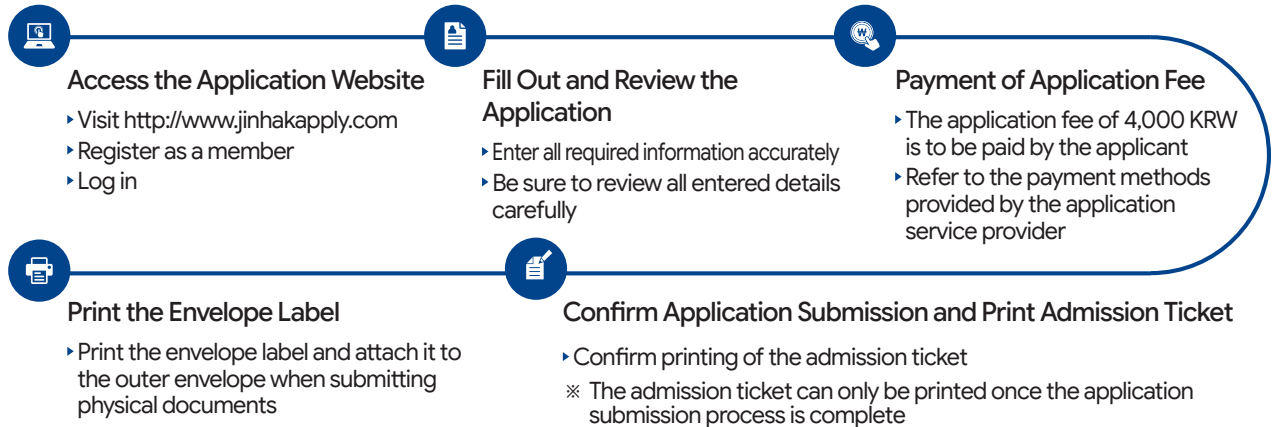 Access the Application Website
▸Visit http://www.jinhakapply.com
▸Register as a member
▸Log in
Fill Out and Review the
Application
▸Enter all required information accurately
▸Be sure to review all entered details
carefully
₩
Payment of Application Fee
▸The application fee of 4,000 KRW
is to be paid by the applicant
▸Refer to the payment methods
provided by the application
service provider
Confirm Application Submission and Print Admission Ticket
▸Confirm printing of the admission ticket
※ The admission ticket can only be printed once the application
submission process is complete
Print the Envelope Label
▸Print the envelope label and attach it to
the outer envelope when submitting
physical documents